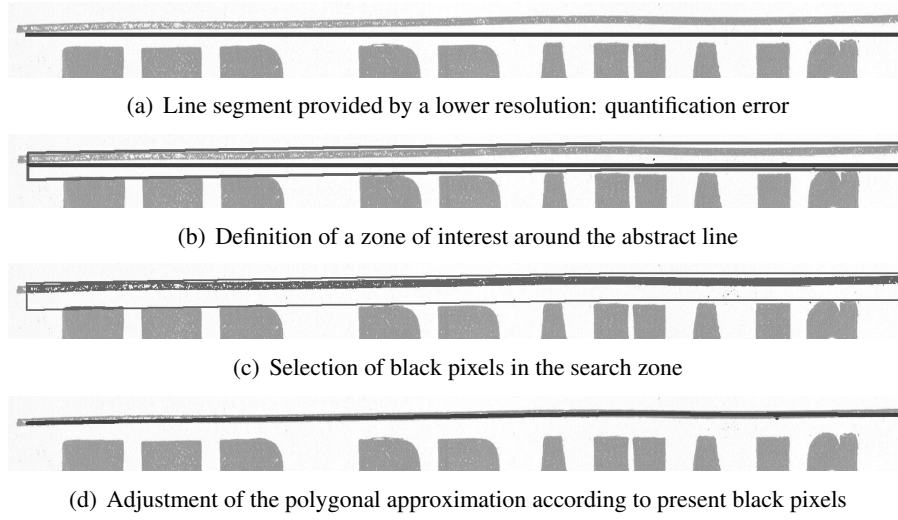 (a) Line segment provided by a lower resolution: quantification error
(b) Definition of a zone of interest around the abstract line
(c) Selection of black pixels in the search zone
(d) Adjustment of the polygonal approximation according to present black pixels